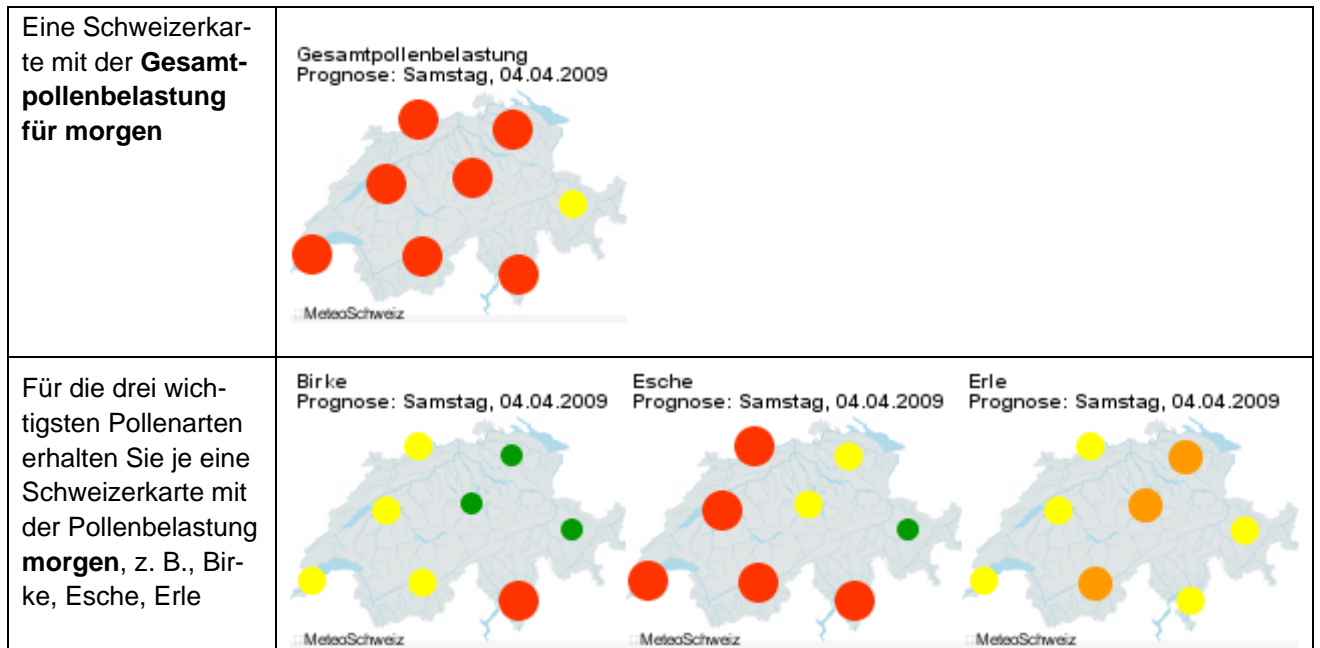 Eine Schweizerkar-
te mit der Gesamt-
pollenbelastung
für morgen
Gesamtpollenbelastung
Prognose: Samstag, 04.04.2009
MeteoSchweiz
Für die drei wich-
tigsten Pollenarten
erhalten Sie je eine
Schweizerkarte mit
der Pollenbelastung
morgen, z. B., Bir-
ke, Esche, Erle
Birke
Prognose: Samstag, 04.04.2009
MeteoSchweiz
Esche
Prognose: Samstag, 04.04.2009
MeteoSchweiz
Erle
Prognose: Samstag, 04.04.2009
MeteoSchweiz